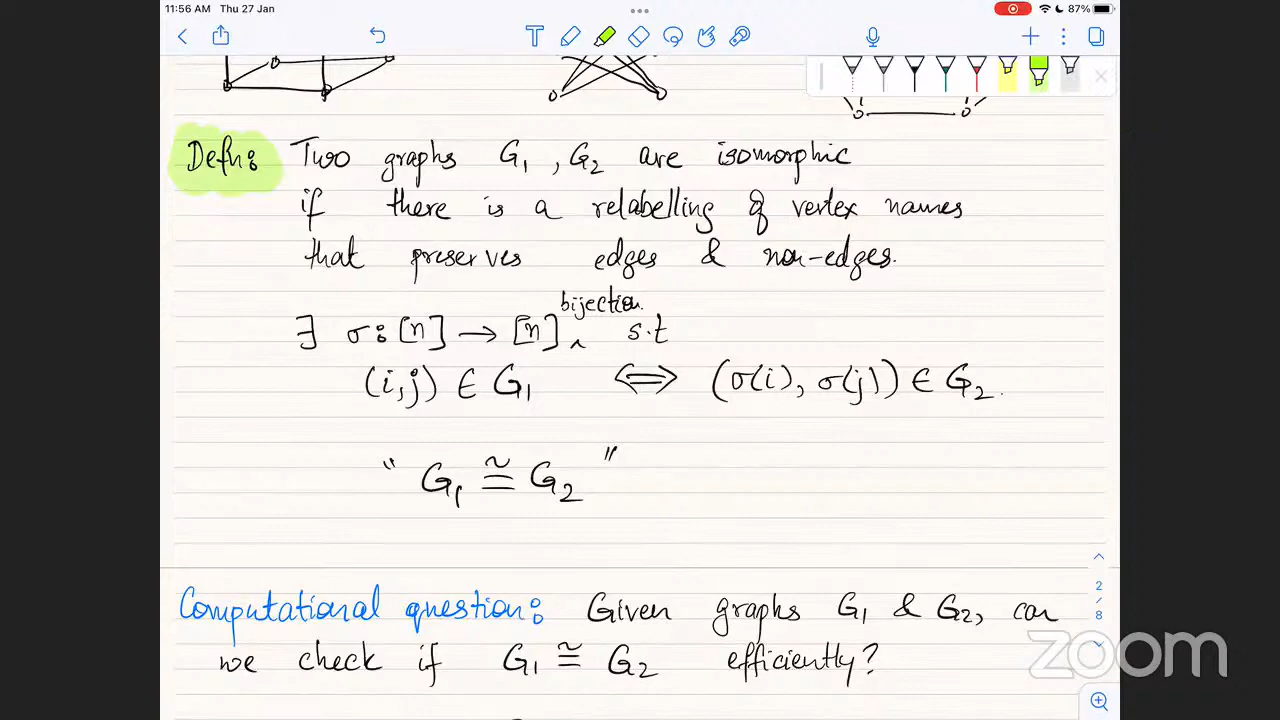 11:56 AM Thu 27 Jan
87%
Defn: Two graphs G₁, G₂ are isomorphic
if there is a relabelling of vertex names
that preserves edges & non-edges.
bijection
∃ σ: [n] → [n] ^ s.t
(i,j) ∈ G₁ ⟺ (σ(i), σ(j)) ∈ G₂.
" G₁ ≅ G₂ "
Computational question: Given graphs G₁ & G₂, can
we check if G₁ ≅ G₂ efficiently?
2
/
8
zoom